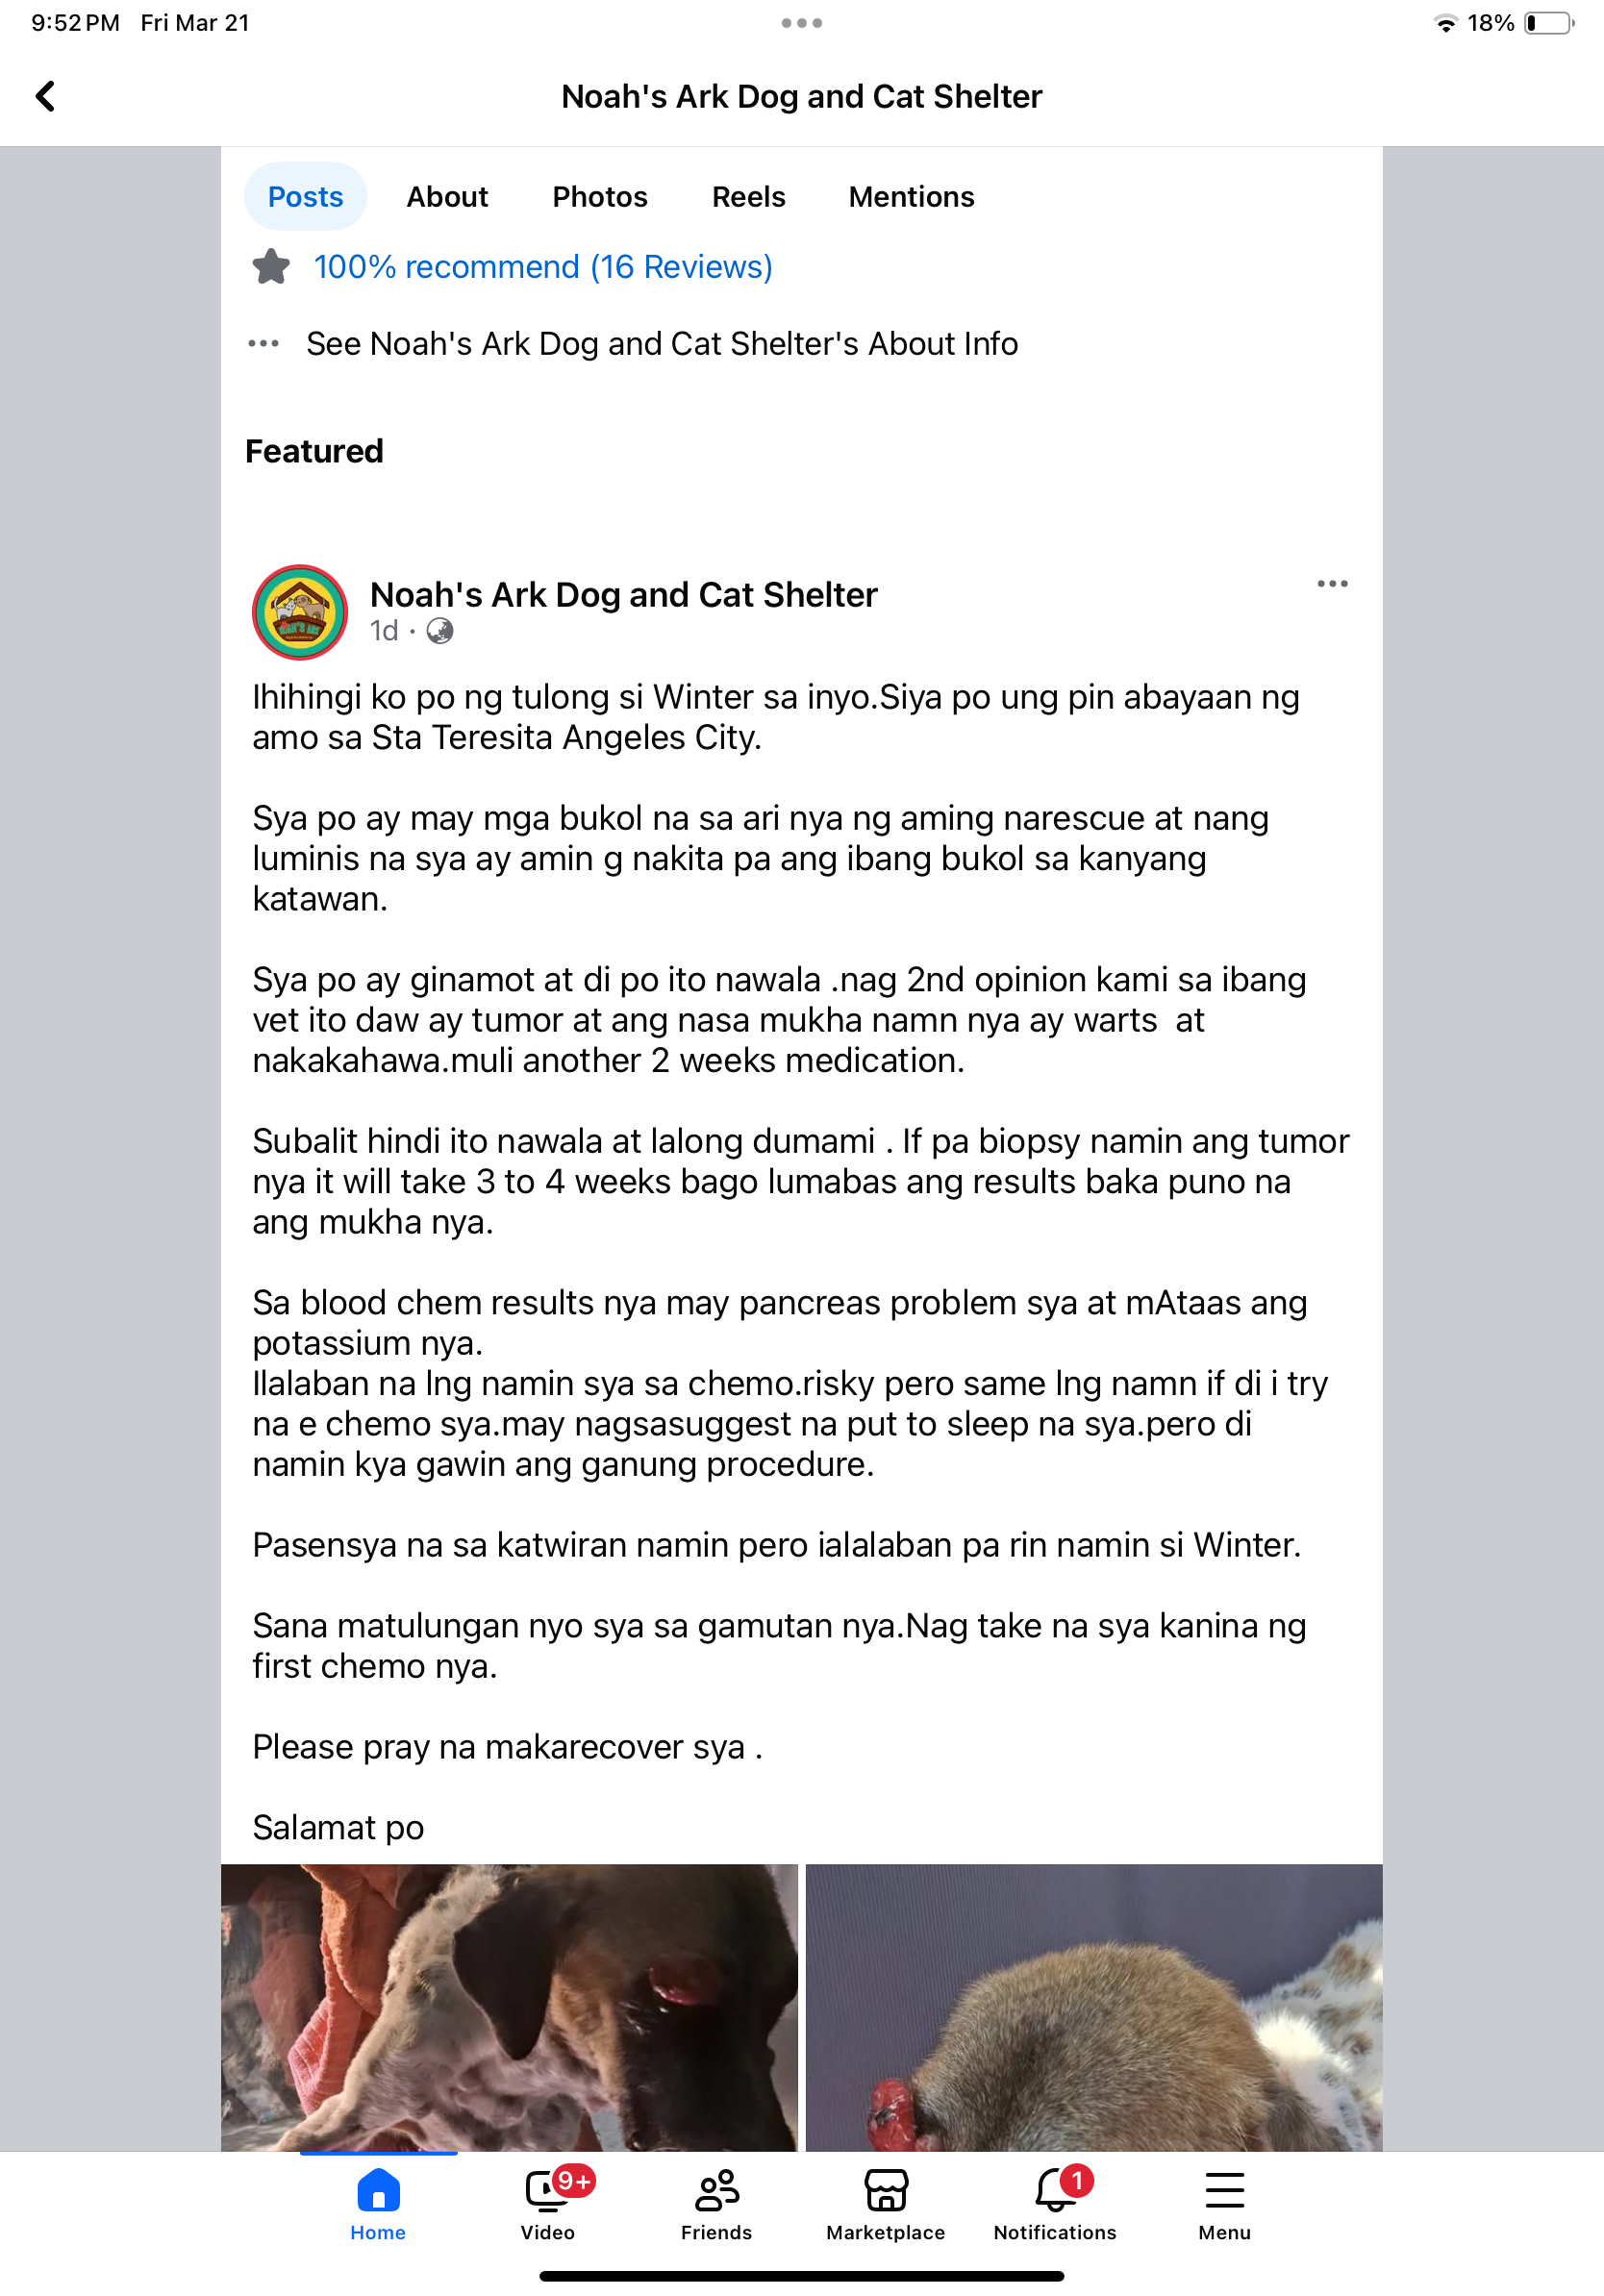 9:52 PM Fri Mar 21
18%
Noah's Ark Dog and Cat Shelter
Posts About Photos Reels Mentions
100% recommend (16 Reviews)
See Noah's Ark Dog and Cat Shelter's About Info
Featured
Noah's Ark Dog and Cat Shelter
1d ·
Ihihingi ko po ng tulong si Winter sa inyo.Siya po ung pin abayaan ng
amo sa Sta Teresita Angeles City.
Sya po ay may mga bukol na sa ari nya ng aming narescue at nang
luminis na sya ay amin g nakita pa ang ibang bukol sa kanyang
katawan.
Sya po ay ginamot at di po ito nawala .nag 2nd opinion kami sa ibang
vet ito daw ay tumor at ang nasa mukha namn nya ay warts  at
nakakahawa.muli another 2 weeks medication.
Subalit hindi ito nawala at lalong dumami . If pa biopsy namin ang tumor
nya it will take 3 to 4 weeks bago lumabas ang results baka puno na
ang mukha nya.
Sa blood chem results nya may pancreas problem sya at mAtaas ang
potassium nya.
Ilalaban na lng namin sya sa chemo.risky pero same lng namn if di i try
na e chemo sya.may nagsasuggest na put to sleep na sya.pero di
namin kya gawin ang ganung procedure.
Pasensya na sa katwiran namin pero ialalaban pa rin namin si Winter.
Sana matulungan nyo sya sa gamutan nya.Nag take na sya kanina ng
first chemo nya.
Please pray na makarecover sya .
Salamat po
9+
1
Home Video Friends Marketplace Notifications Menu